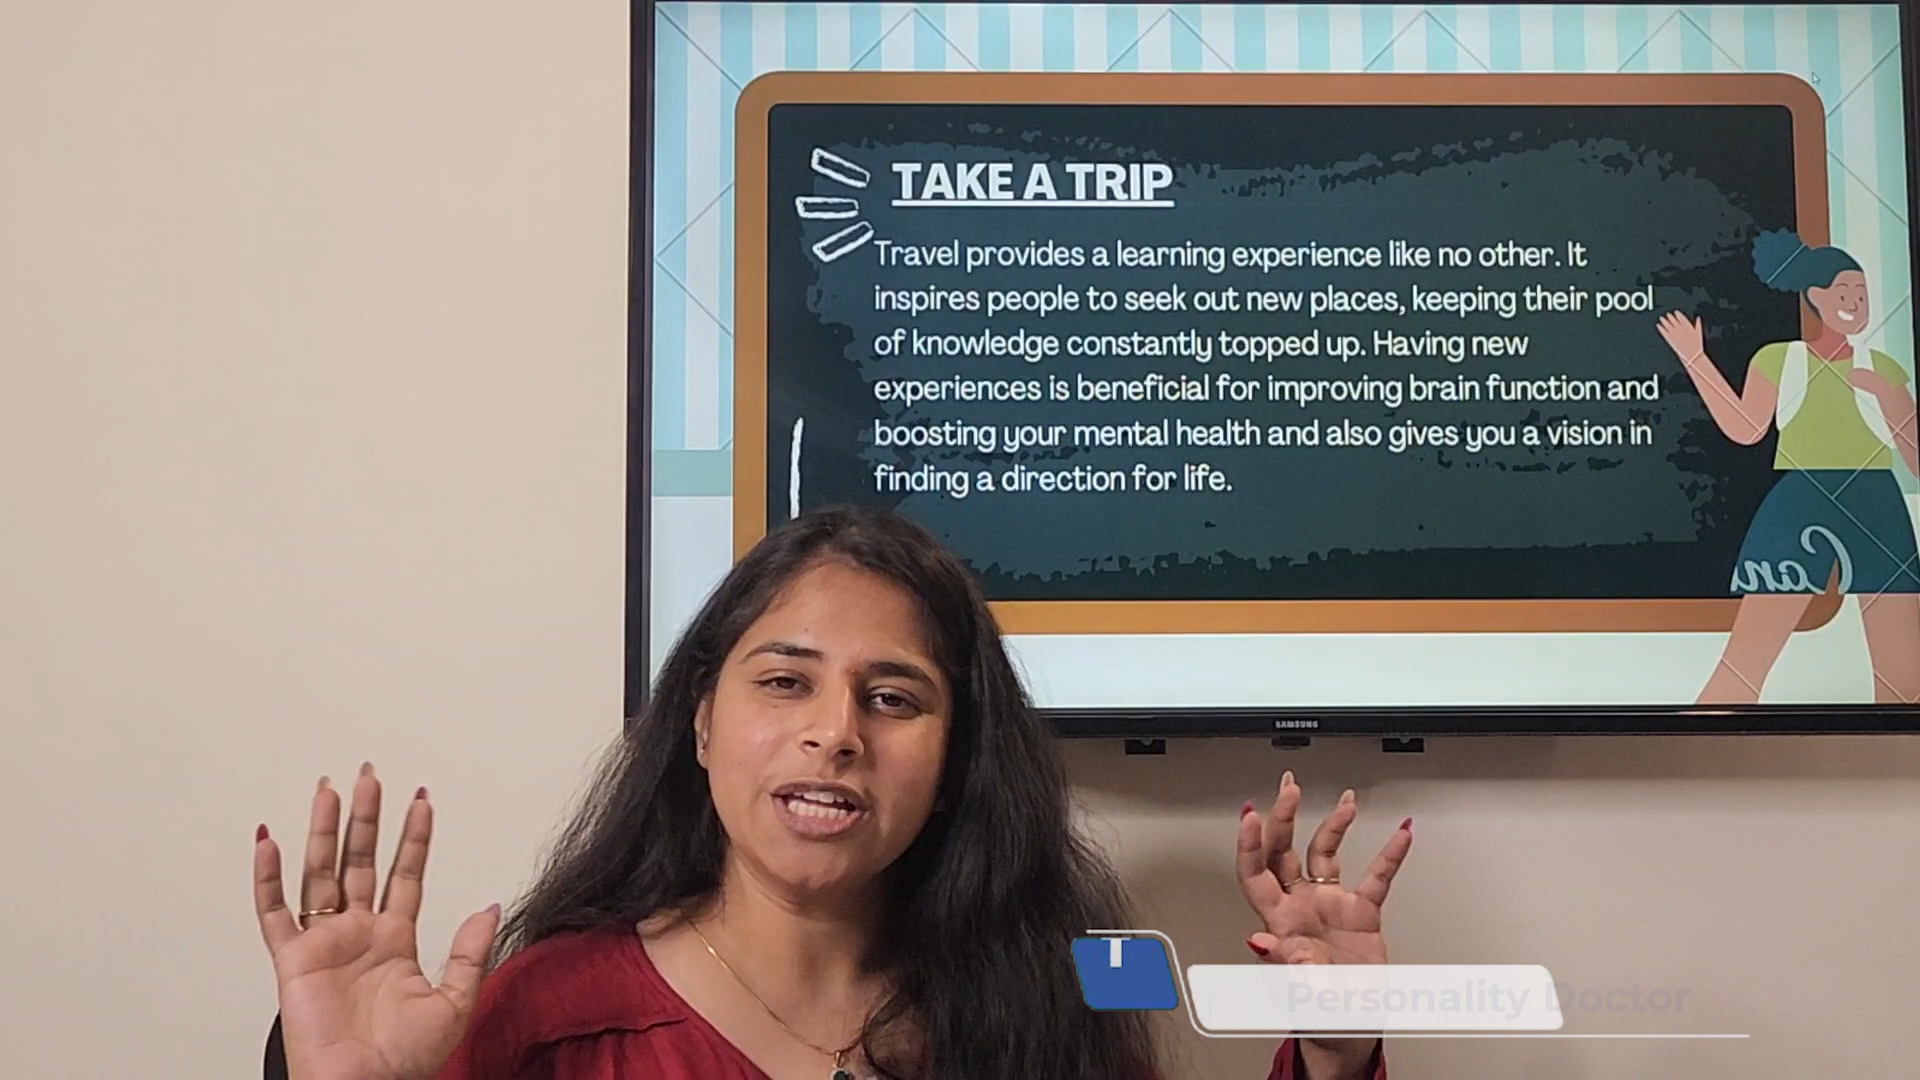 TAKE A TRIP
Travel provides a learning experience like no other. It
inspires people to seek out new places, keeping their pool
of knowledge constantly topped up. Having new
experiences is beneficial for improving brain function and
boosting your mental health and also gives you a vision in
finding a direction for life.
Can
SAMSUNG
Personality Doctor